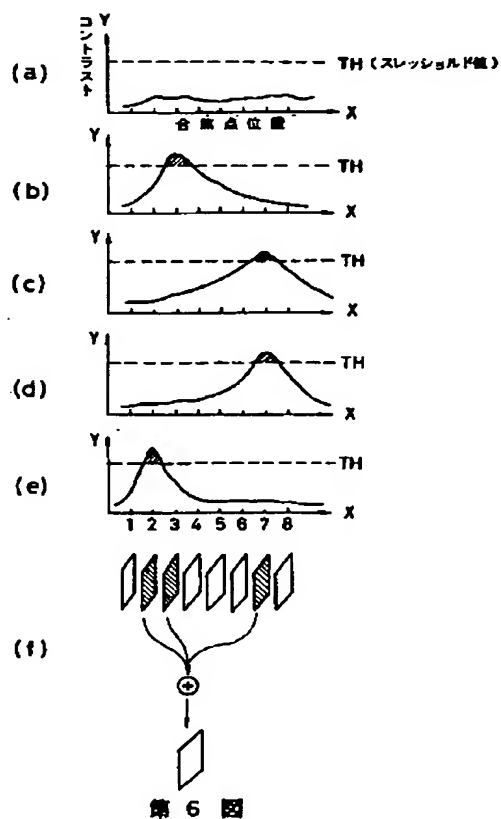 Y
コントラスト
(a)
TH (スレッショルド値)
X
合焦点位置
Y
(b)
TH
X
Y
(c)
TH
X
Y
(d)
TH
X
Y
(e)
TH
X
1 2 3 4 5 6 7 8
(f)
+
第6図